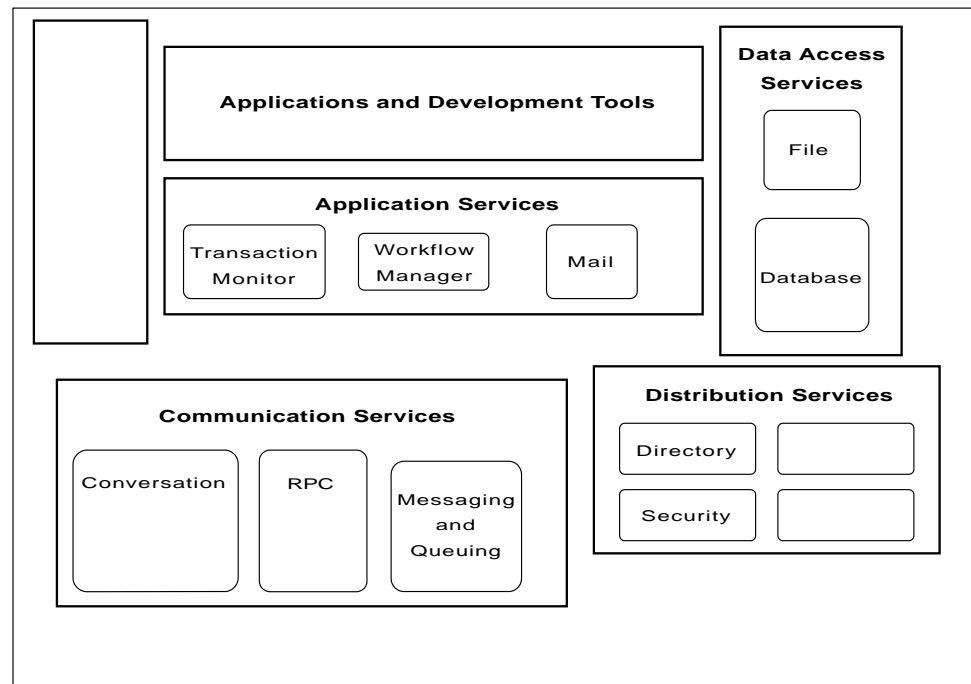 Applications and Development Tools
Application Services
Transaction
Monitor
Workflow
Manager
Mail
Data Access
Services
File
Database
Communication Services
Conversation
RPC
Messaging
and
Queuing
Distribution Services
Directory
Security